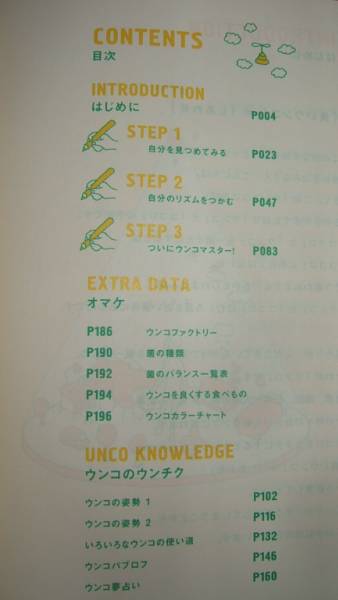 CONTENTS
目次
INTRODUCTION
はじめに P004
STEP 1
自分を見つめてみる P023
STEP 2
自分のリズムをつかむ P047
STEP 3
ついにウンコマスター! P083
EXTRA DATA
オマケ
P186 ウンコファクトリー
P190 菌の種類
P192 菌のバランス一覧表
P194 ウンコを良くする食べもの
P196 ウンコカラーチャート
UNCO KNOWLEDGE
ウンコのウンチク
ウンコの姿勢 1 P102
ウンコの姿勢 2 P116
いろいろなウンコの使い道 P132
ウンコパブロフ P146
ウンコ夢占い P160